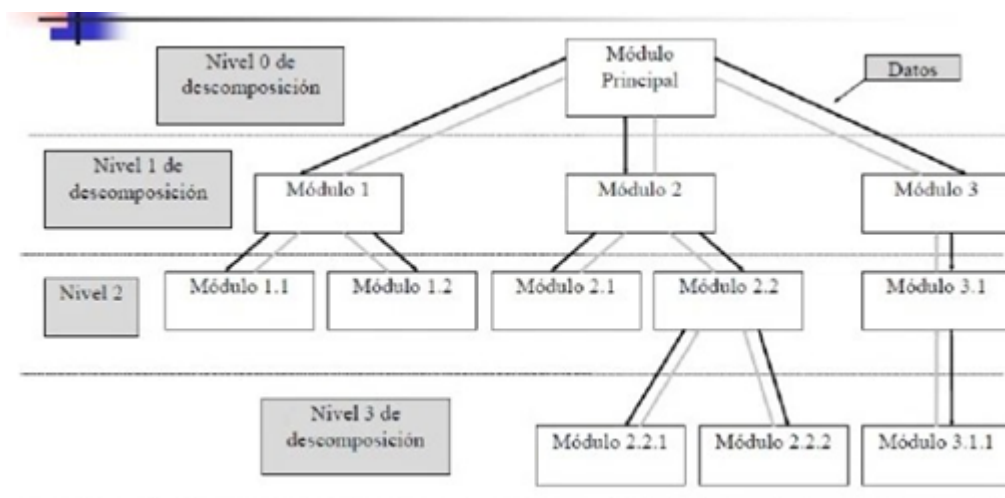 Nivel 0 de
descomposición
Módulo
Principal
Datos
Nivel 1 de
descomposición
Módulo 1
Módulo 2
Módulo 3
Nivel 2
Módulo 1.1
Módulo 1.2
Módulo 2.1
Módulo 2.2
Módulo 3.1
Nivel 3 de
descomposición
Módulo 2.2.1
Módulo 2.2.2
Módulo 3.1.1